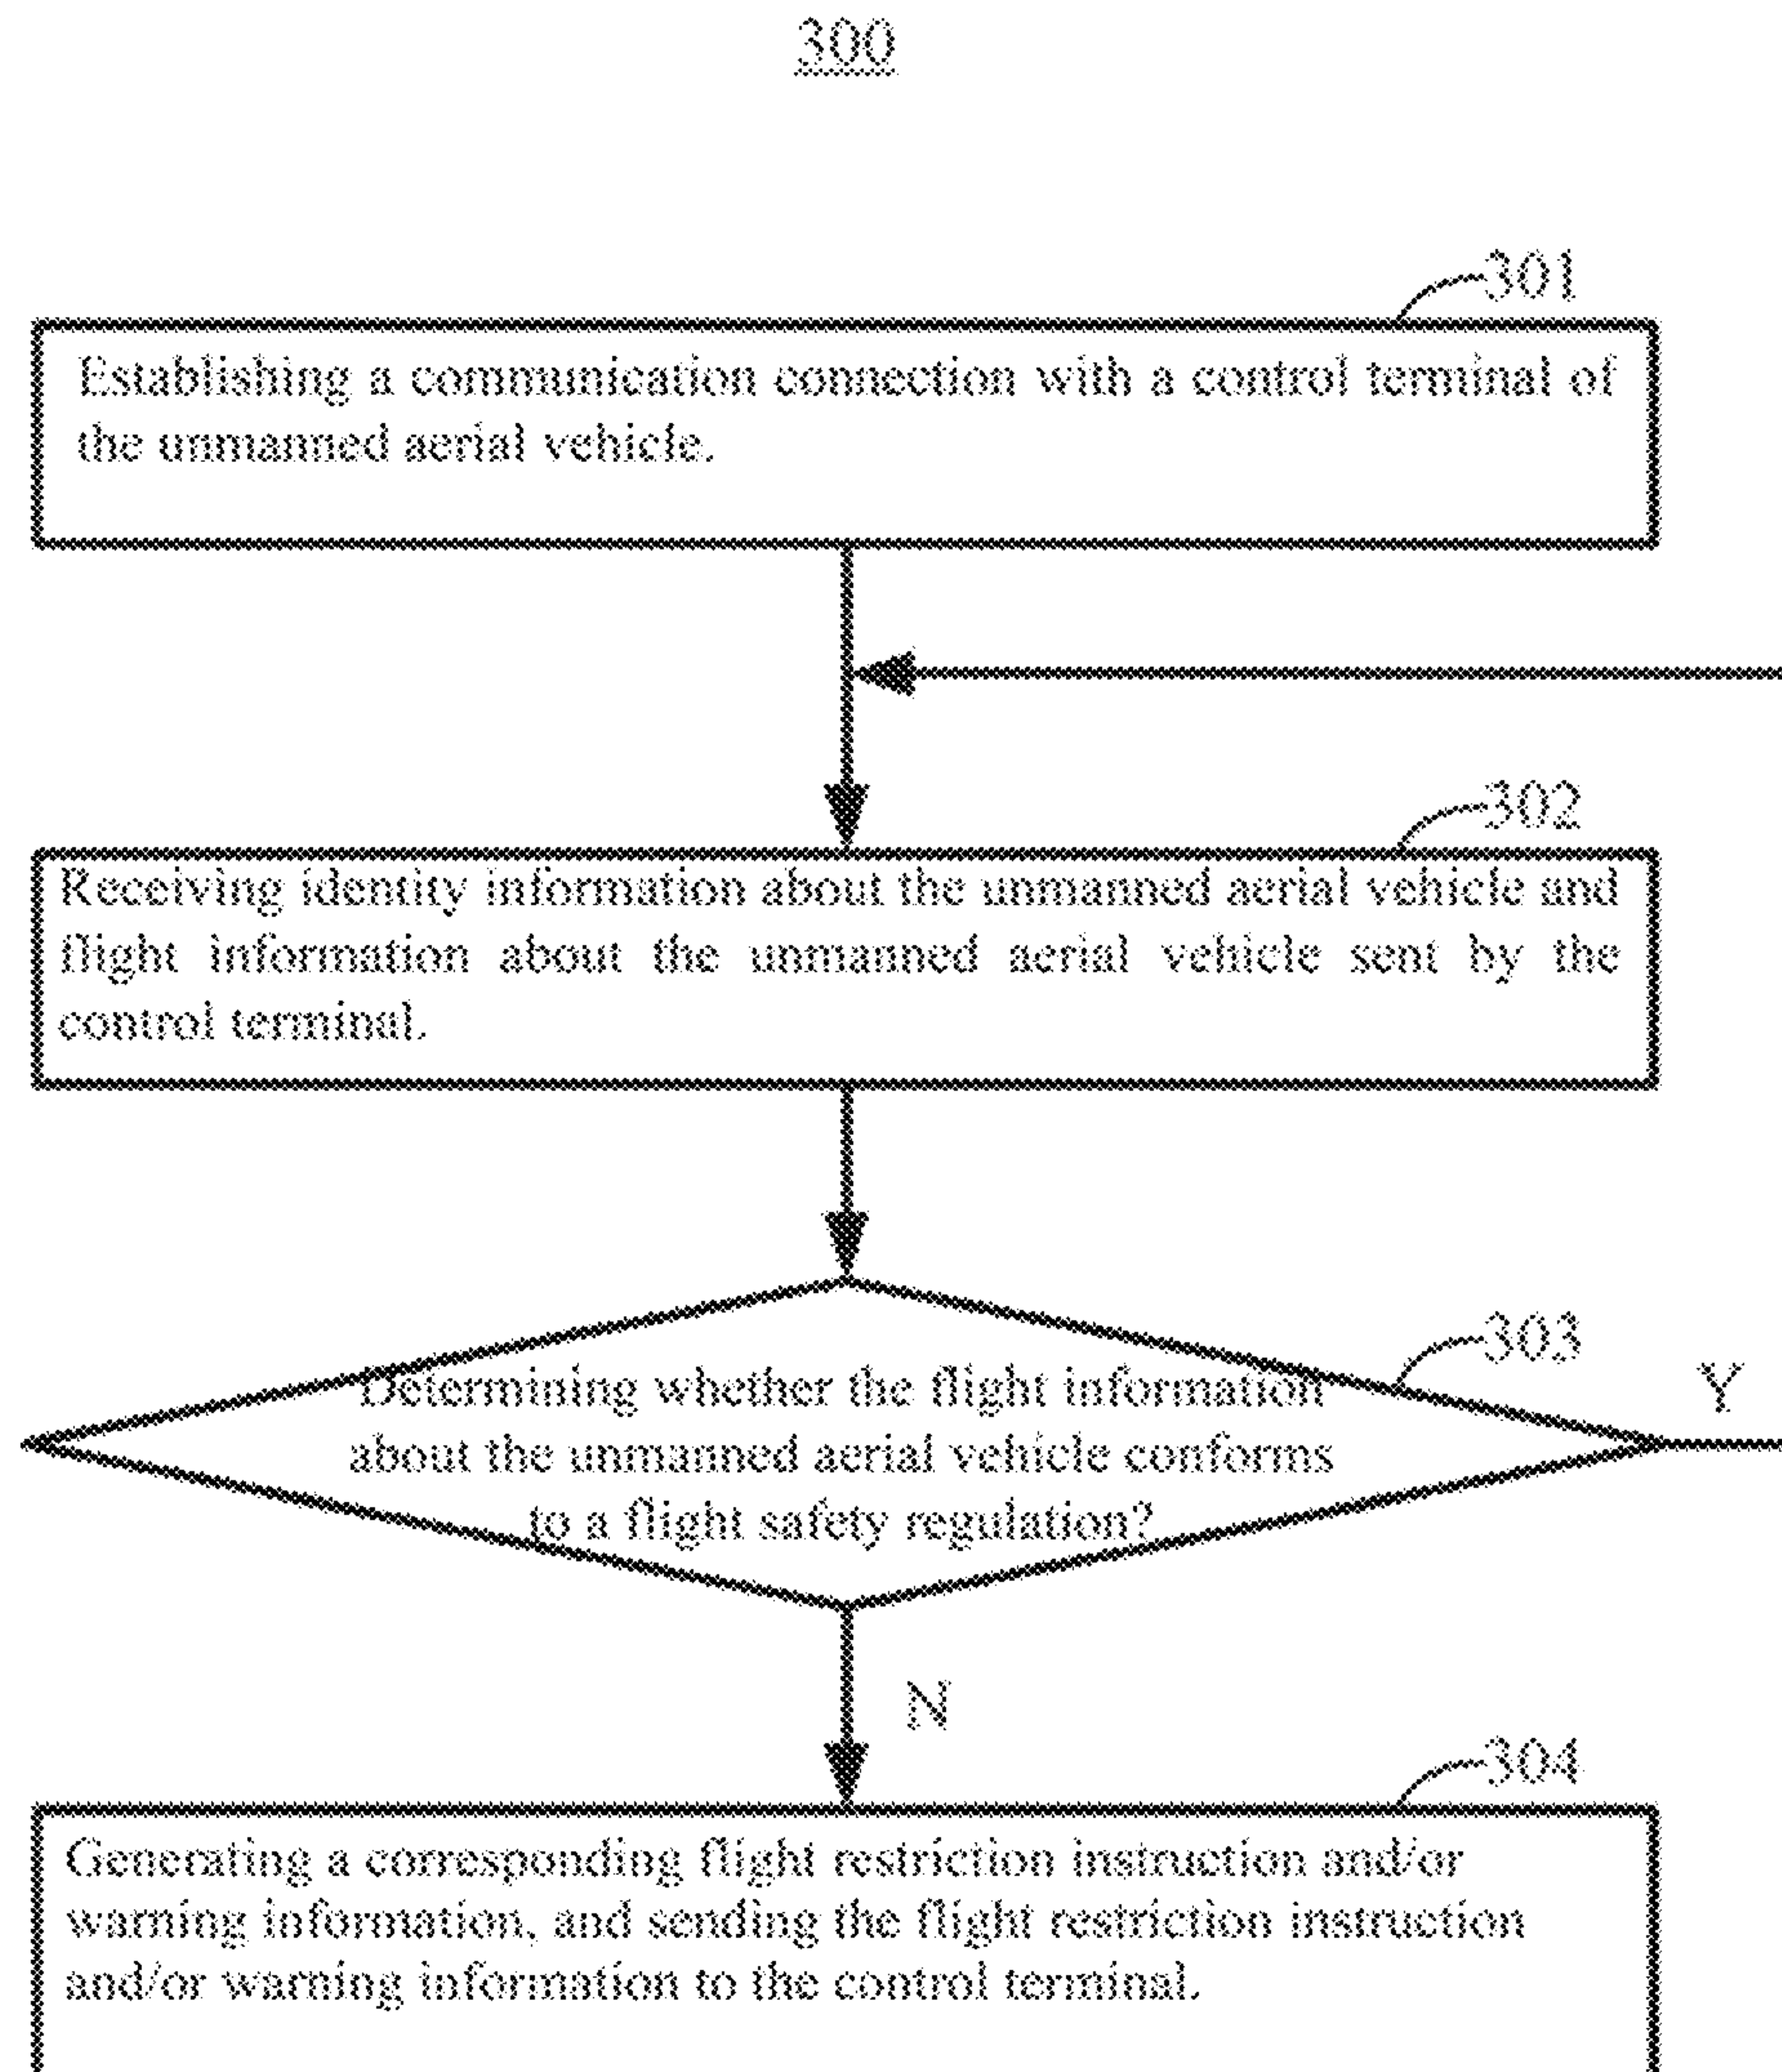 300
301
Establishing a communication connection with a control terminal of
the unmanned aerial vehicle.
302
Receiving identity information about the unmanned aerial vehicle and
flight information about the unmanned aerial vehicle sent by the
control terminal.
303
Determining whether the flight information
about the unmanned aerial vehicle conforms
to a flight safety regulation?
Y
N
304
Generating a corresponding flight restriction instruction and/or
warning information, and sending the flight restriction instruction
and/or warning information to the control terminal.